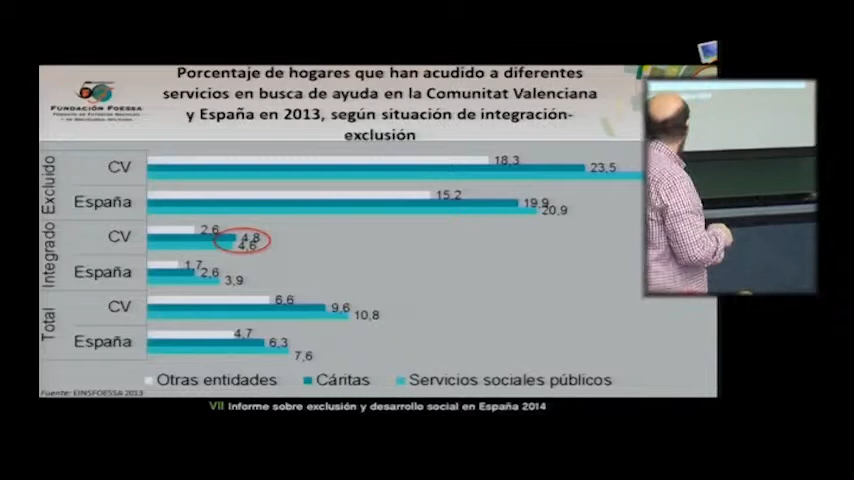 Porcentaje de hogares que han acudido a diferentes
servicios en busca de ayuda en la Comunitat Valenciana
y España en 2013, según situación de integración-
exclusión
FUNDACIÓN FOESSA
Excluido
CV
18,3
23,5
España
15,2
19,9
20,9
Integrado
CV
2,6
4,8
4,6
España
1,7
2,6
3,9
Total
CV
6,6
9,6
10,8
España
4,7
6,3
7,6
Otras entidades
Cáritas
Servicios sociales públicos
Fuente: EINSFOESSA 2013
VII Informe sobre exclusión y desarrollo social en España 2014